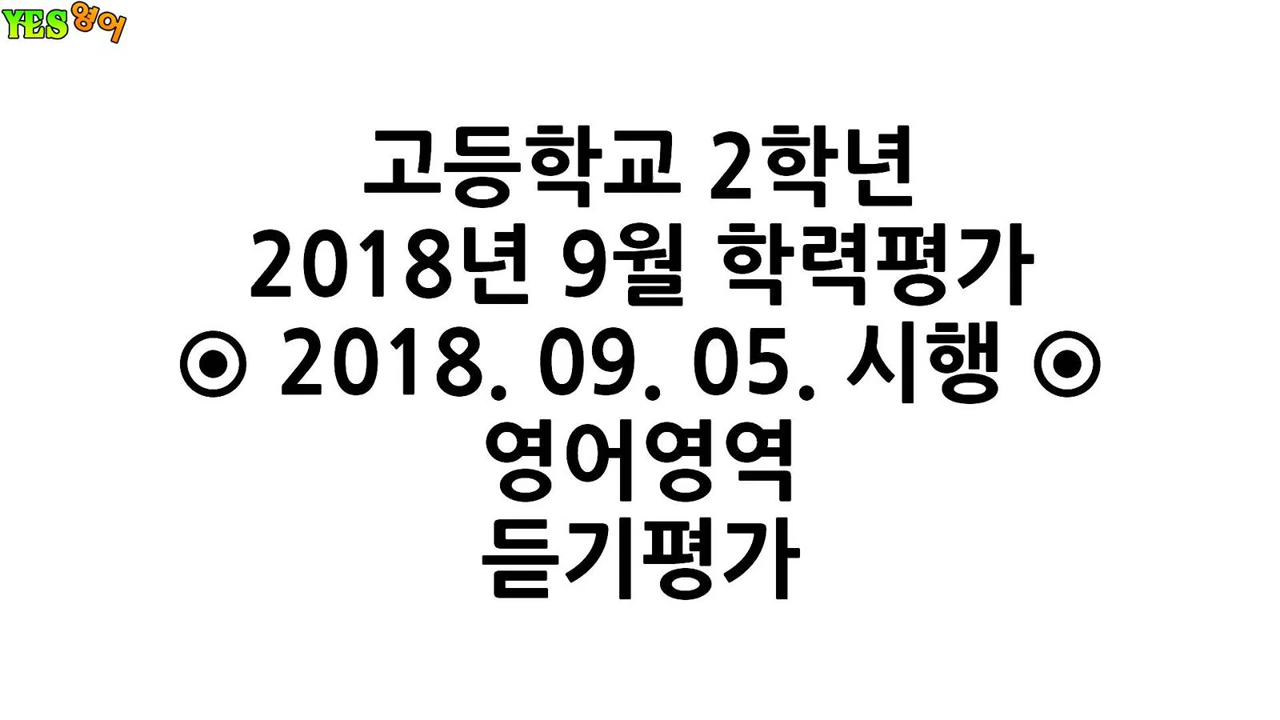 YES영어
고등학교 2학년
2018년 9월 학력평가
⊙ 2018. 09. 05. 시행 ⊙
영어영역
듣기평가